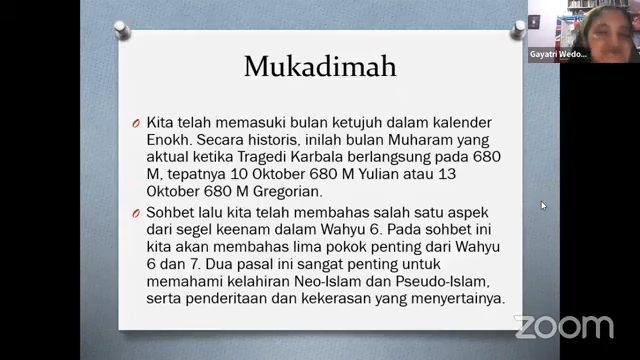 Gayatri Wedo...
Mukadimah
Kita telah memasuki bulan ketujuh dalam kalender
Enokh. Secara historis, inilah bulan Muharam yang
aktual ketika Tragedi Karbala berlangsung pada 680
M, tepatnya 10 Oktober 680 M Yulian atau 13
Oktober 680 M Gregorian.
Sohbet lalu kita telah membahas salah satu aspek
dari segel keenam dalam Wahyu 6. Pada sohbet ini
kita akan membahas lima pokok penting dari Wahyu
6 dan 7. Dua pasal ini sangat penting untuk
memahami kelahiran Neo-Islam dan Pseudo-Islam,
serta penderitaan dan kekerasan yang menyertainya.
zoom